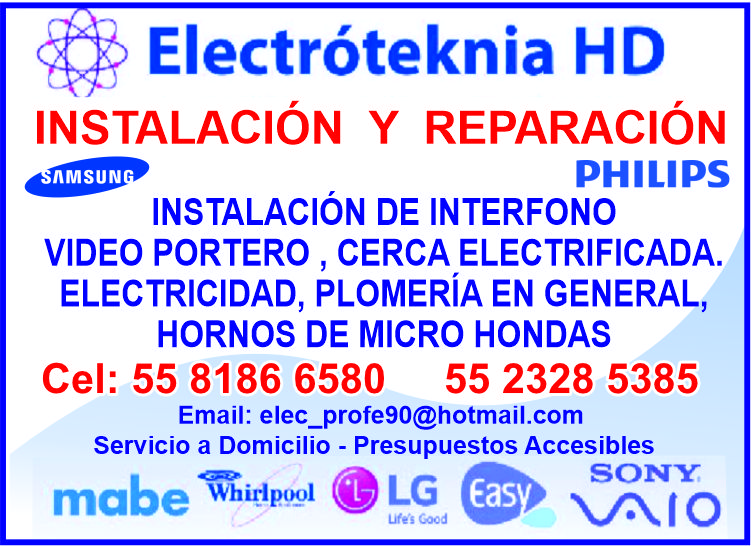 Electróteknia HD
INSTALACIÓN Y REPARACIÓN
SAMSUNG PHILIPS
INSTALACIÓN DE INTERFONO
VIDEO PORTERO , CERCA ELECTRIFICADA.
ELECTRICIDAD, PLOMERÍA EN GENERAL,
HORNOS DE MICRO HONDAS
Cel: 55 8186 6580 55 2328 5385
Email: elec_profe90@hotmail.com
Servicio a Domicilio - Presupuestos Accesibles
mabe Whirlpool LG Easy SONY
Life's Good VAIO